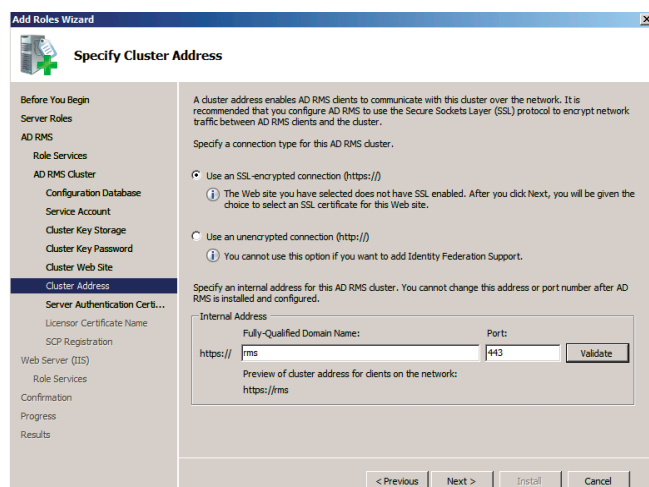 Add Roles Wizard
Specify Cluster Address
Before You Begin
Server Roles
AD RMS
Role Services
AD RMS Cluster
Configuration Database
Service Account
Cluster Key Storage
Cluster Key Password
Cluster Web Site
Cluster Address
Server Authentication Certi...
Licensor Certificate Name
SCP Registration
Web Server (IIS)
Role Services
Confirmation
Progress
Results
A cluster address enables AD RMS clients to communicate with this cluster over the network. It is
recommended that you configure AD RMS to use the Secure Sockets Layer (SSL) protocol to encrypt network
traffic between AD RMS clients and the cluster.
Specify a connection type for this AD RMS cluster.
Use an SSL-encrypted connection (https://)
The Web site you have selected does not have SSL enabled. After you click Next, you will be given the
choice to select an SSL certificate for this Web site.
Use an unencrypted connection (http://)
You cannot use this option if you want to add Identity Federation Support.
Specify an internal address for this AD RMS cluster. You cannot change this address or port number after AD
RMS is installed and configured.
Internal Address
Fully-Qualified Domain Name: Port:
https:// rms 443 Validate
Preview of cluster address for clients on the network:
https://rms
< Previous Next > Install Cancel